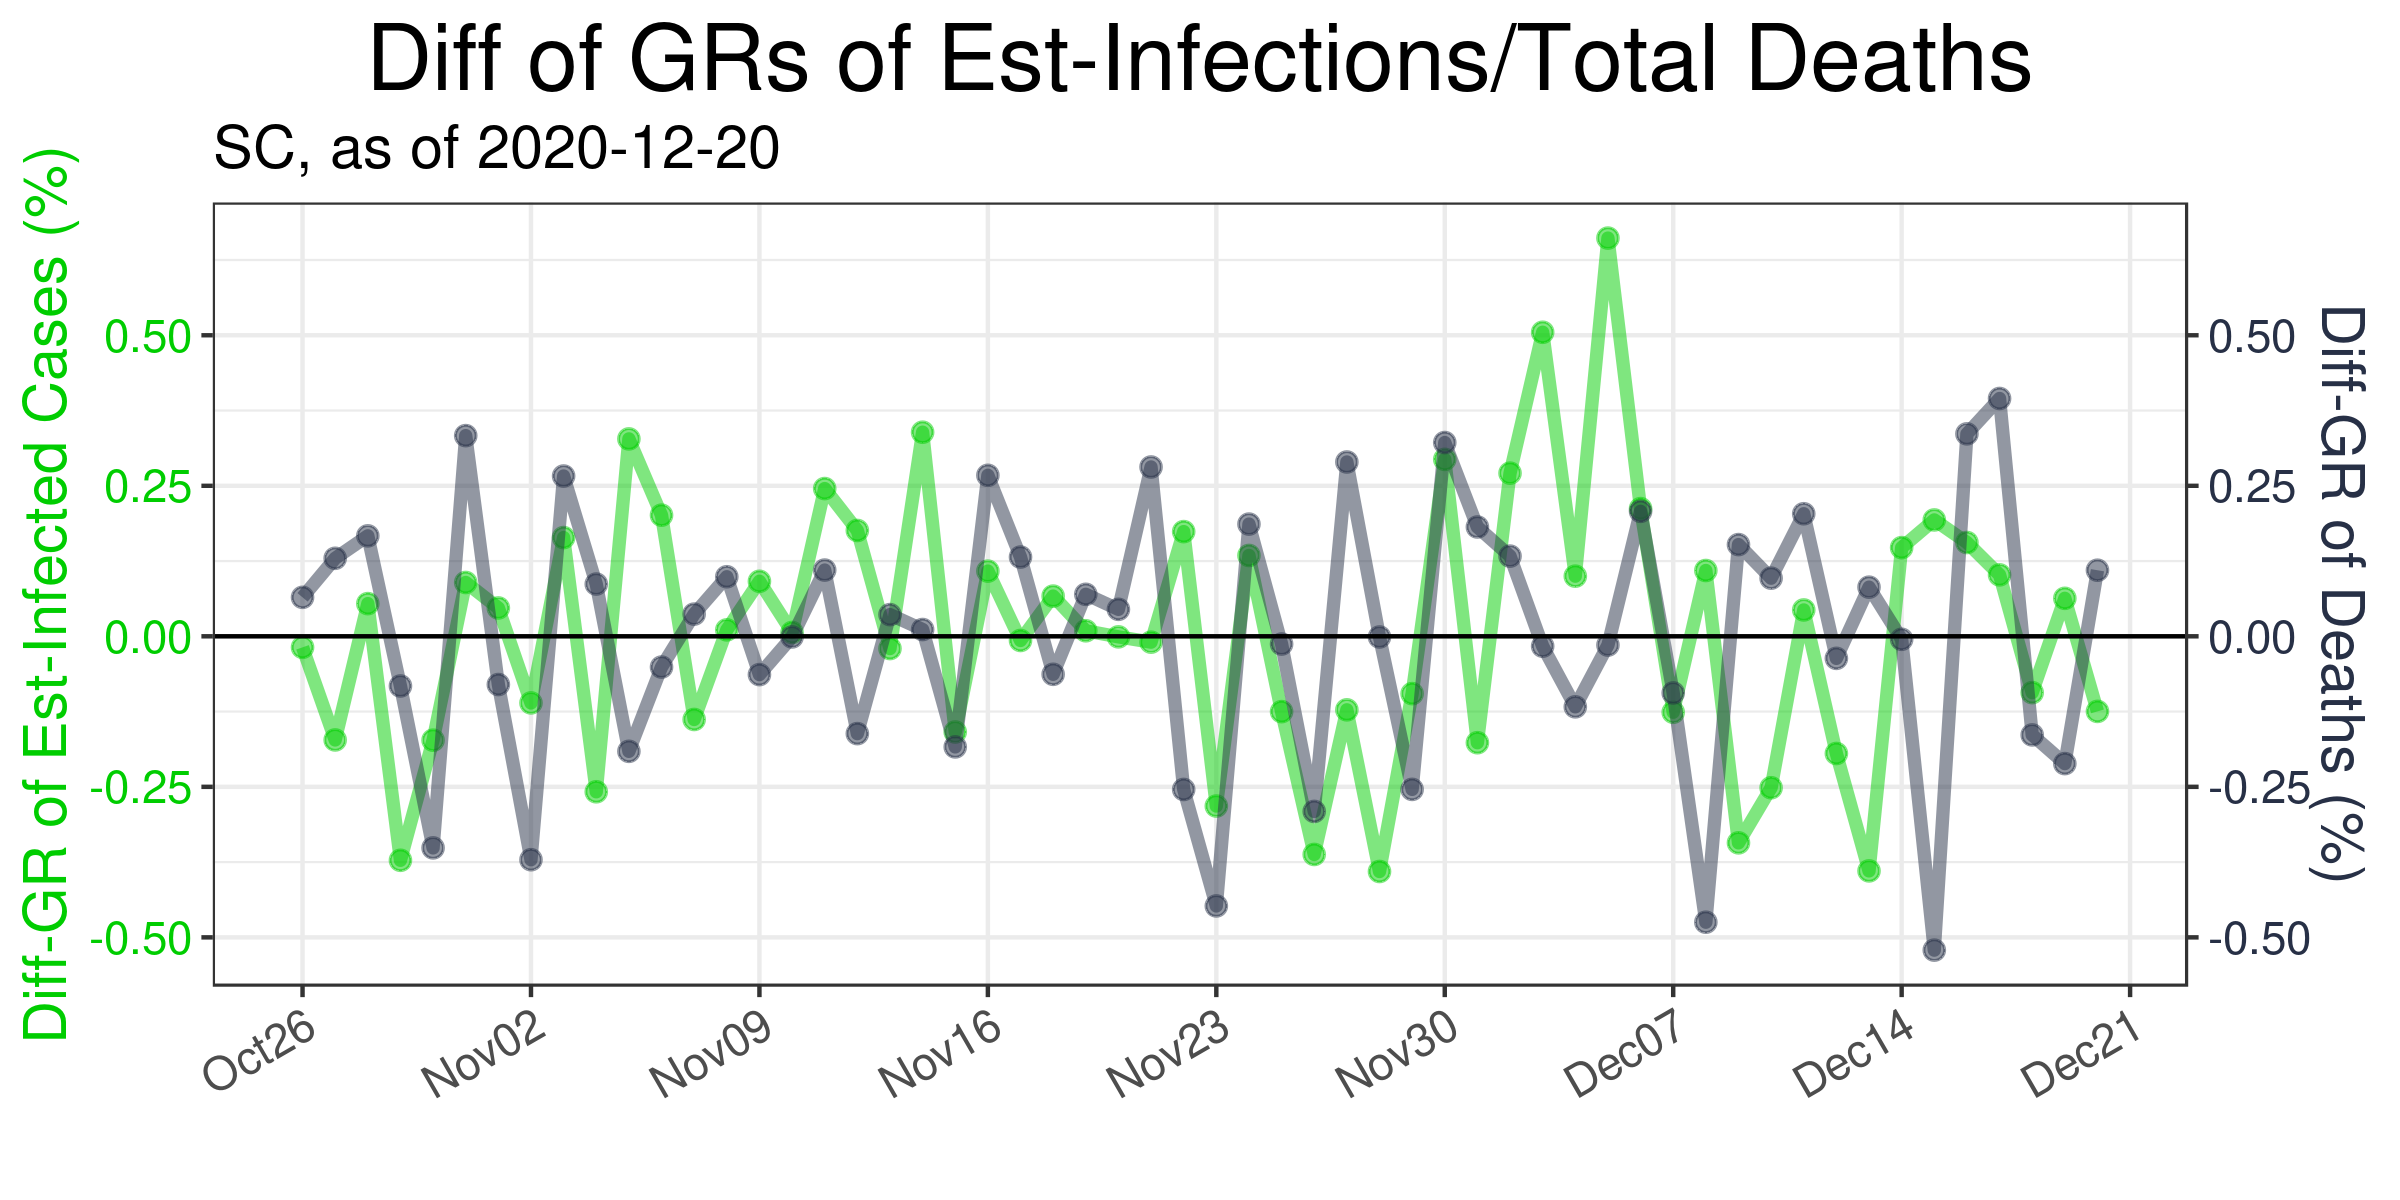 Diff of GRs of Est-Infections/Total Deaths
SC, as of 2020-12-20
Diff-GR of Est-Infected Cases (%)
0.50
0.25
0.00
-0.25
-0.50
0.50
0.25
0.00
-0.25
-0.50
Diff-GR of Deaths (%)
Oct26
Nov02
Nov09
Nov16
Nov23
Nov30
Dec07
Dec14
Dec21